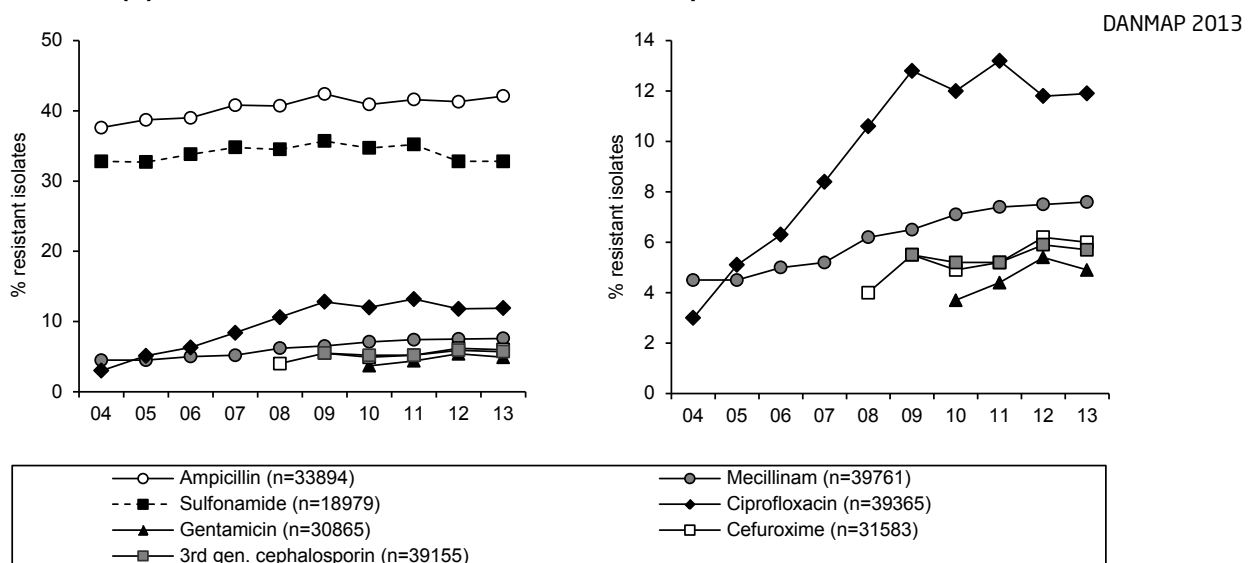 DANMAP 2013
50
40
30
20
10
0
% resistant isolates
04 05 06 07 08 09 10 11 12 13
14
12
10
8
6
4
2
0
% resistant isolates
04 05 06 07 08 09 10 11 12 13
Ampicillin (n=33894)
Sulfonamide (n=18979)
Gentamicin (n=30865)
3rd gen. cephalosporin (n=39155)
Mecillinam (n=39761)
Ciprofloxacin (n=39365)
Cefuroxime (n=31583)